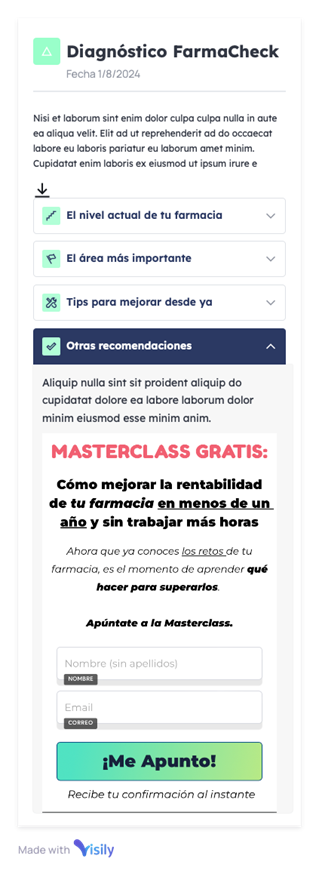 Diagnóstico FarmaCheck
Fecha 1/8/2024
Nisi et laborum sint enim dolor culpa culpa nulla in aute
ea aliqua velit. Elit ad ut reprehenderit ad do occaecat
labore eu laboris pariatur eu laborum amet minim.
Cupidatat enim laboris ex eiusmod ut ipsum irure e
El nivel actual de tu farmacia
El área más importante
Tips para mejorar desde ya
Otras recomendaciones
Aliquip nulla sint sit proident aliquip do
cupidatat dolore ea labore laborum dolor
minim eiusmod esse minim anim.
MASTERCLASS GRATIS:
Cómo mejorar la rentabilidad
de tu farmacia en menos de un
año y sin trabajar más horas
Ahora que ya conoces los retos de tu
farmacia, es el momento de aprender qué
hacer para superarlos.
Apúntate a la Masterclass.
Nombre (sin apellidos)
NOMBRE
Email
CORREO
¡Me Apunto!
Recibe tu confirmación al instante
Made with Visily